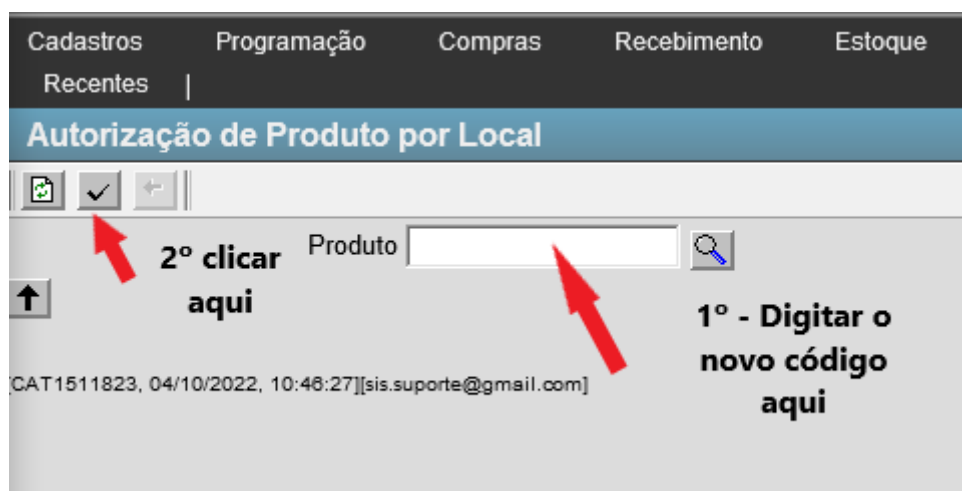 Cadastros Programação Compras Recebimento Estoque
Recentes |
Autorização de Produto por Local
Produto
2º clicar
aqui
1º - Digitar o
novo código
aqui
[CAT1511823, 04/10/2022, 10:46:27][sis.suporte@gmail.com]